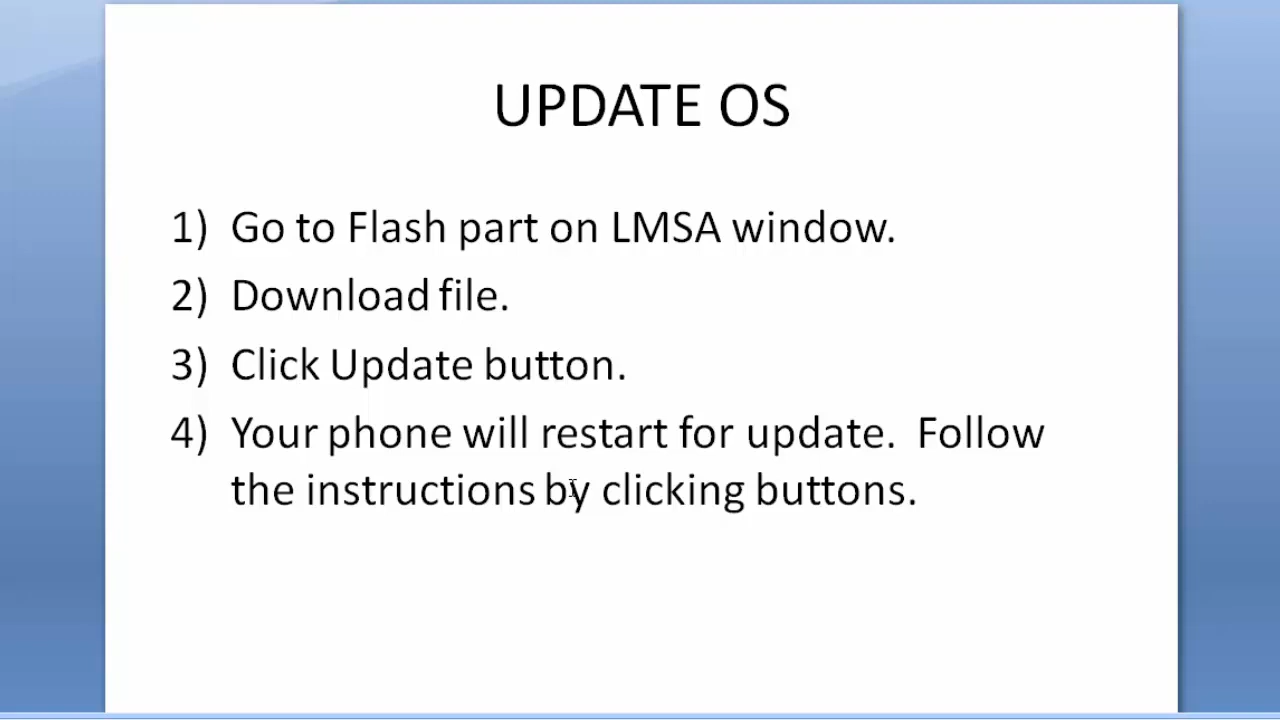 UPDATE OS
1) Go to Flash part on LMSA window.
2) Download file.
3) Click Update button.
4) Your phone will restart for update.  Follow
the instructions by clicking buttons.